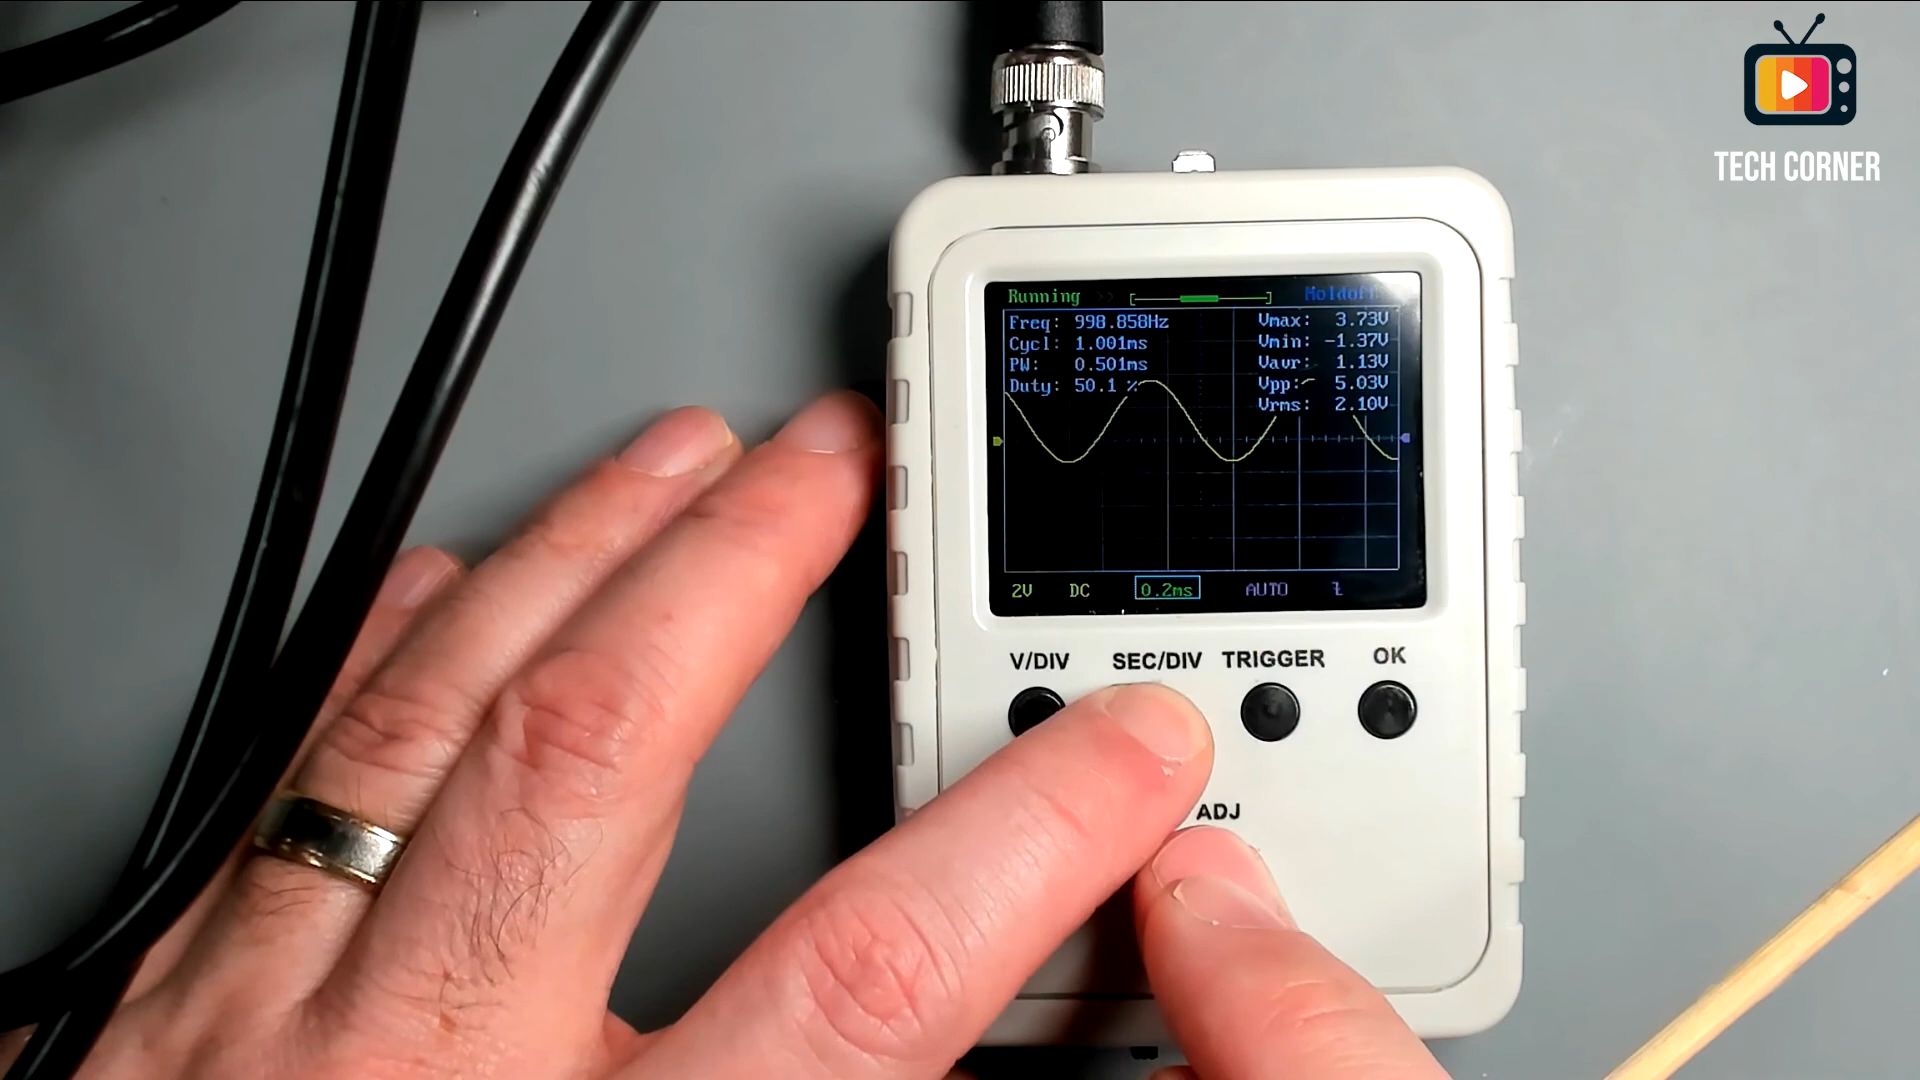 TECH CORNER
Running
Freq: 998.858Hz
Cycl: 1.001ms
PW: 0.501ms
Duty: 50.1 %
Vmax: 3.73V
Vmin: -1.37V
Vavr: 1.13V
Vpp: 5.03V
Vrms: 2.10V
2V DC 0.2ms AUTO
V/DIV SEC/DIV TRIGGER OK
ADJ